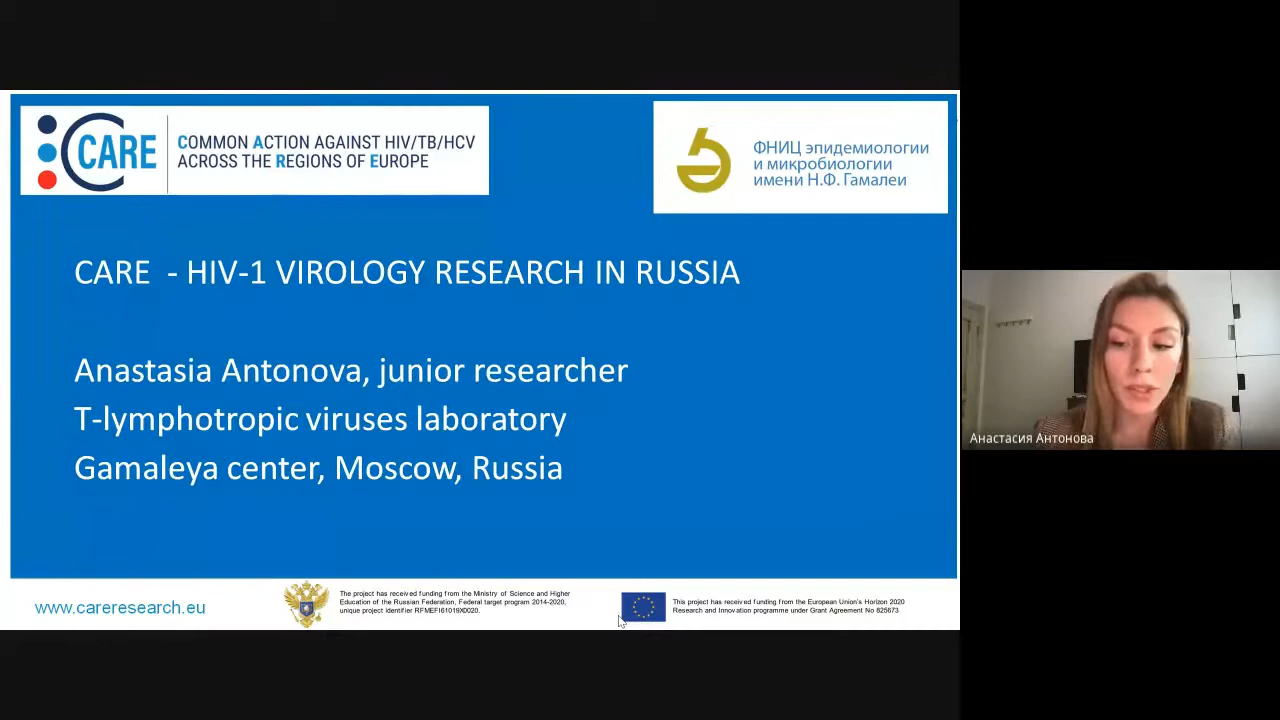 CARE
COMMON ACTION AGAINST HIV/TB/HCV
ACROSS THE REGIONS OF EUROPE
ФНИЦ эпидемиологии
и микробиологии
имени Н.Ф. Гамалеи
CARE - HIV-1 VIROLOGY RESEARCH IN RUSSIA
Anastasia Antonova, junior researcher
T-lymphotropic viruses laboratory
Gamaleya center, Moscow, Russia
Анастасия Антонова
www.careresearch.eu
The project has received funding from the Ministry of Science and Higher
Education of the Russian Federation, Federal target program 2014-2020,
unique project identifier RFMEFI61019X0020.
This project has received funding from the European Union's Horizon 2020
Research and Innovation programme under Grant Agreement No 825673